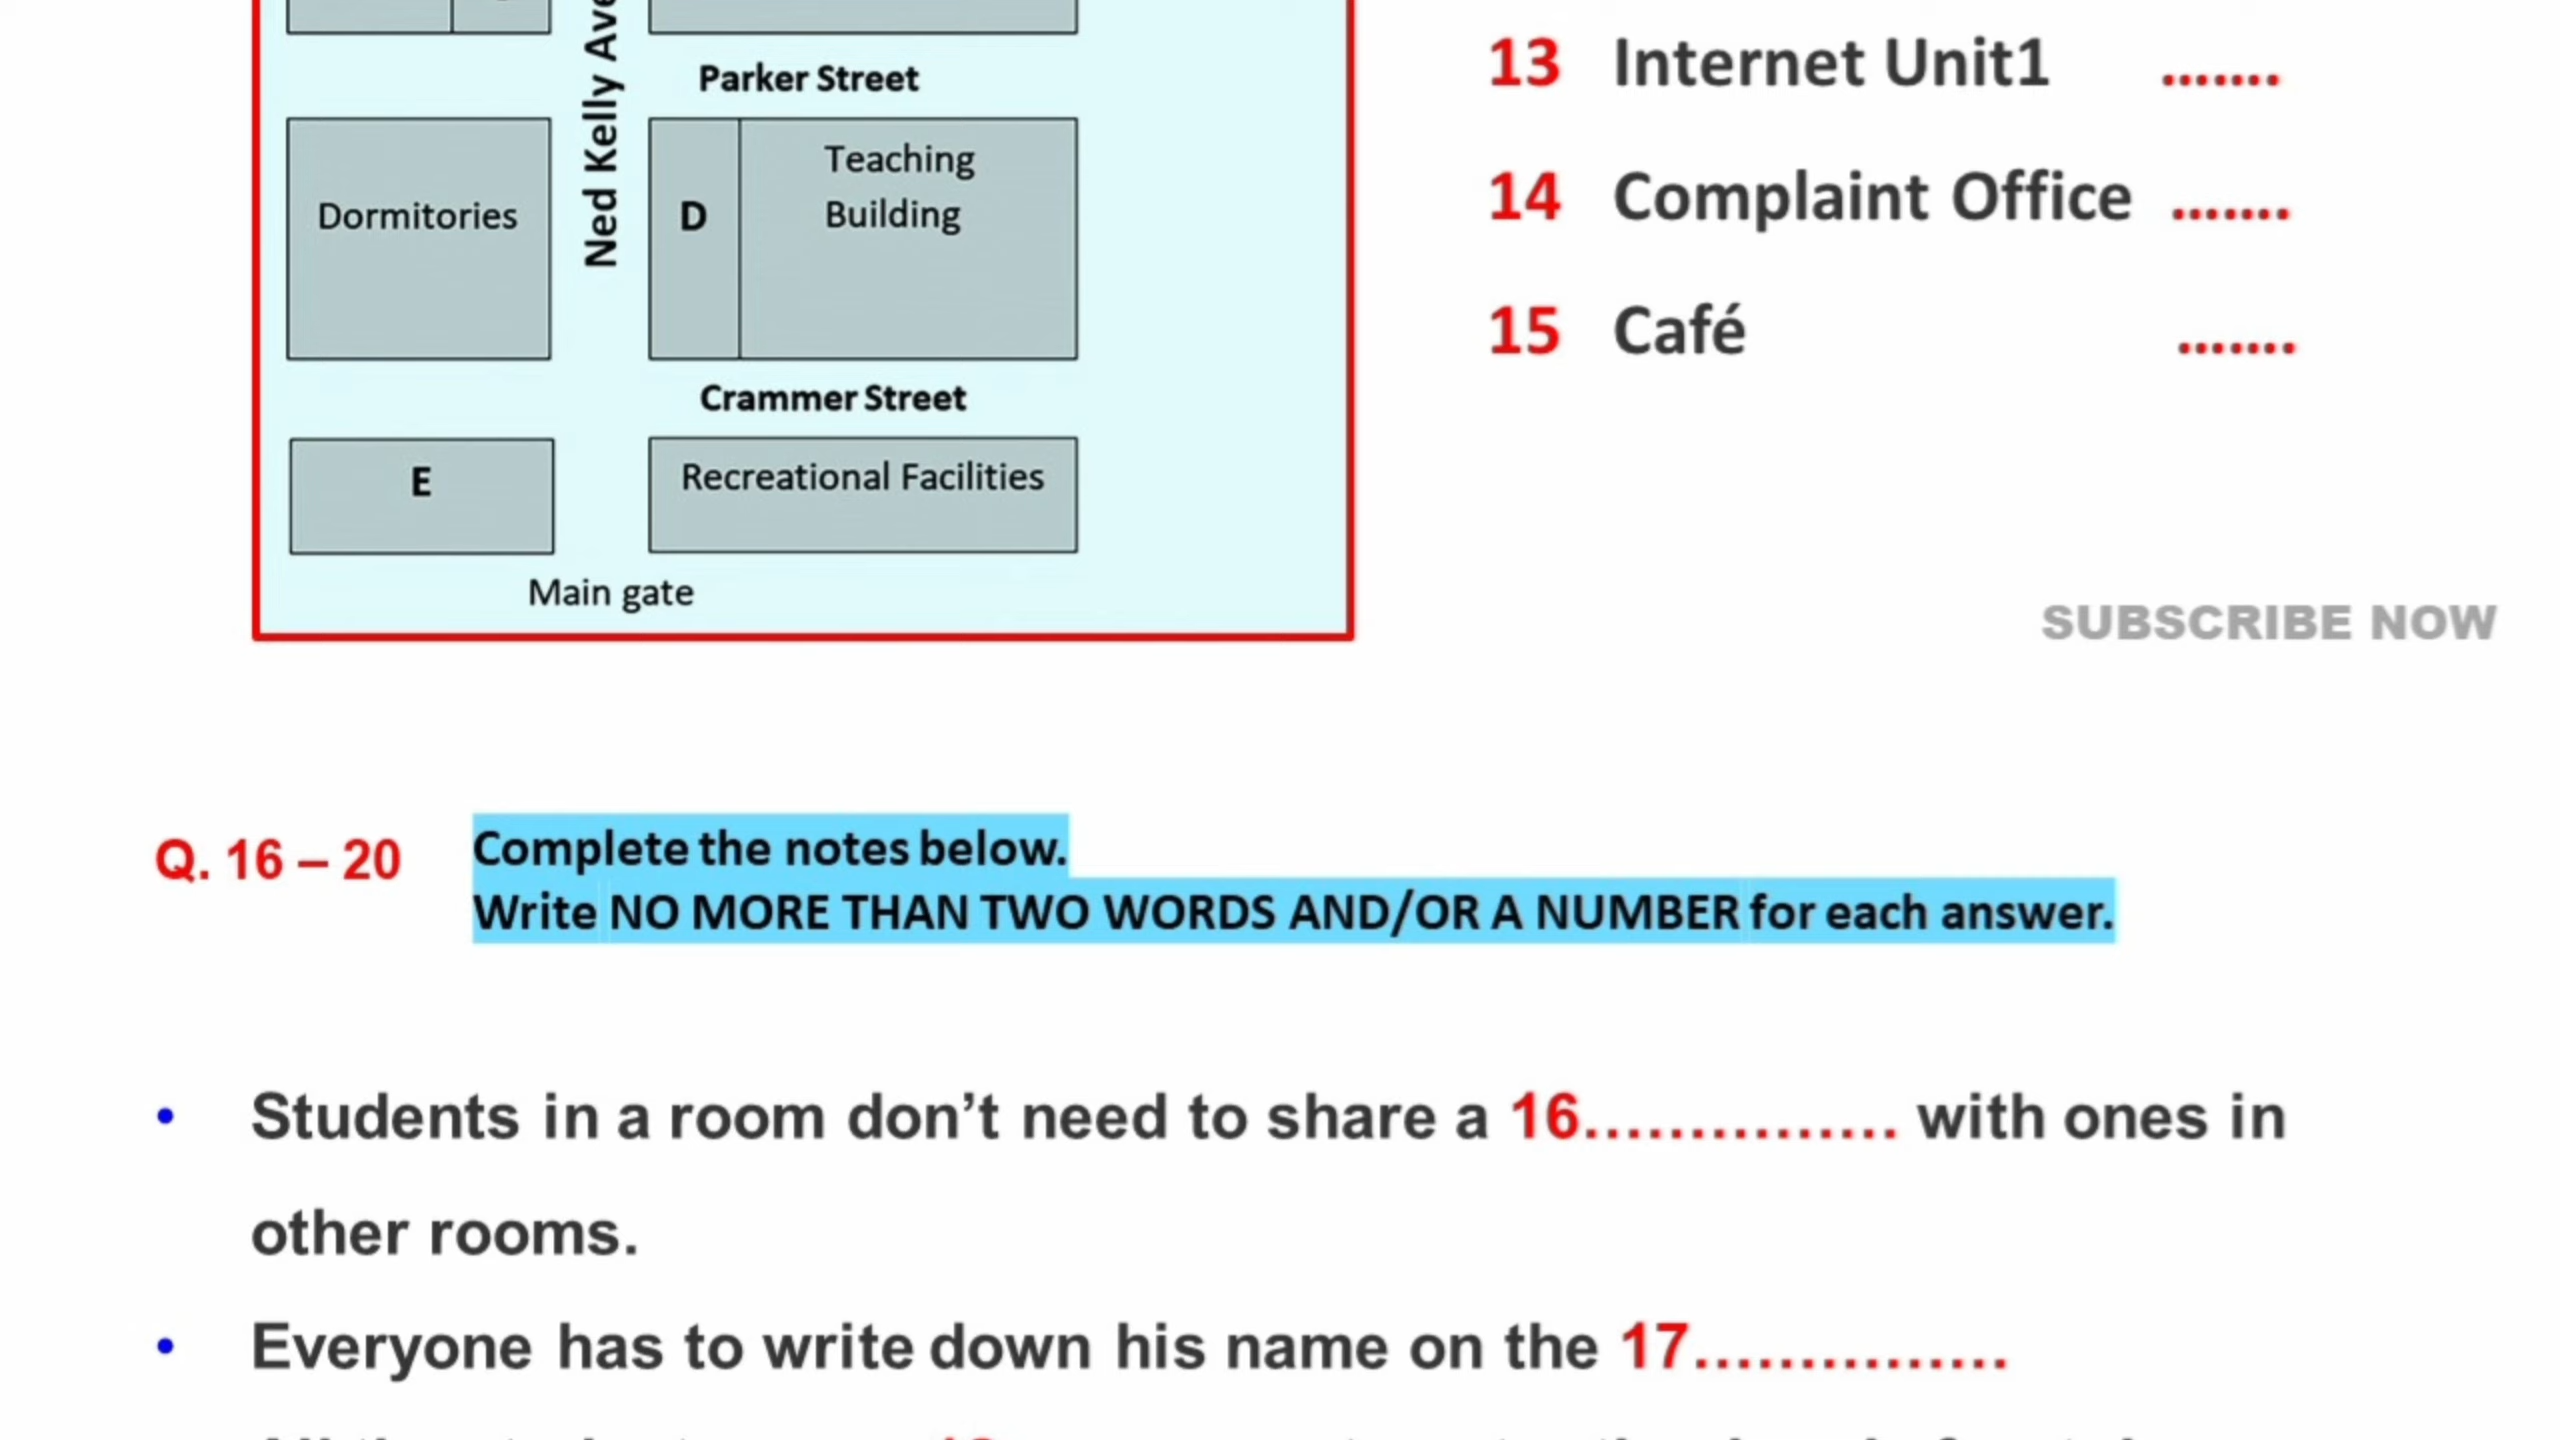 Ned Kelly Ave
Parker Street
Dormitories
D
Teaching
Building
Crammer Street
E
Recreational Facilities
Main gate
13 Internet Unit1 .......
14 Complaint Office .......
15 Café .......
SUBSCRIBE NOW
Q. 16 – 20
Complete the notes below.
Write NO MORE THAN TWO WORDS AND/OR A NUMBER for each answer.
• Students in a room don’t need to share a 16............... with ones in
other rooms.
• Everyone has to write down his name on the 17...............